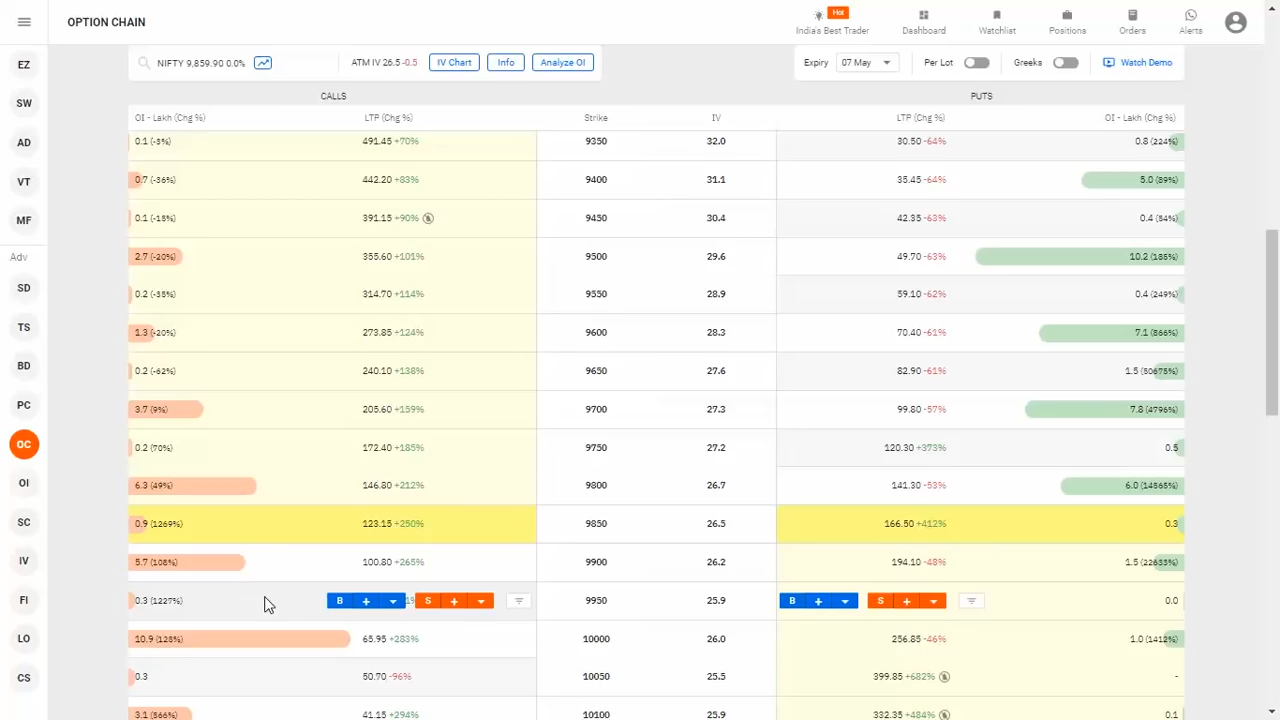 OPTION CHAIN
Hot
India's Best Trader Dashboard Watchlist Positions Orders Alerts
EZ
SW
AD
VT
MF
Adv
SD
TS
BD
PC
OC
OI
SC
IV
FI
LO
CS
NIFTY 9,859.90 0.0% ATM IV 26.5 -0.5 IV Chart Info Analyze OI Expiry 07 May Per Lot Greeks Watch Demo
CALLS PUTS
OI - Lakh (Chg %) LTP (Chg %) Strike IV LTP (Chg %) OI - Lakh (Chg %)
0.1 (-3%) 491.45 +70% 9350 32.0 30.50 -64% 0.8 (224%)
0.7 (-36%) 442.20 +83% 9400 31.1 35.45 -64% 5.0 (89%)
0.1 (-15%) 391.15 +90% 9450 30.4 42.35 -63% 0.4 (84%)
2.7 (-20%) 355.60 +101% 9500 29.6 49.70 -63% 10.2 (185%)
0.2 (-35%) 314.70 +114% 9550 28.9 59.10 -62% 0.4 (249%)
1.3 (-20%) 273.85 +124% 9600 28.3 70.40 -61% 7.1 (866%)
0.2 (-62%) 240.10 +138% 9650 27.6 82.90 -61% 1.5 (50675%)
3.7 (9%) 205.60 +159% 9700 27.3 99.80 -57% 7.8 (4796%)
0.2 (70%) 172.40 +185% 9750 27.2 120.30 +373% 0.5
6.3 (49%) 146.80 +212% 9800 26.7 141.30 -53% 6.0 (14565%)
0.9 (1269%) 123.15 +250% 9850 26.5 166.50 +412% 0.3
5.7 (108%) 100.80 +265% 9900 26.2 194.10 -48% 1.5 (22633%)
0.3 (1227%) B + S + 9950 25.9 B + S + 0.0
10.9 (128%) 65.95 +283% 10000 26.0 256.85 -46% 1.0 (1412%)
0.3 50.70 -96% 10050 25.5 399.85 +682% -
3.1 (566%) 41.15 +294% 10100 25.9 332.35 +484% 0.1